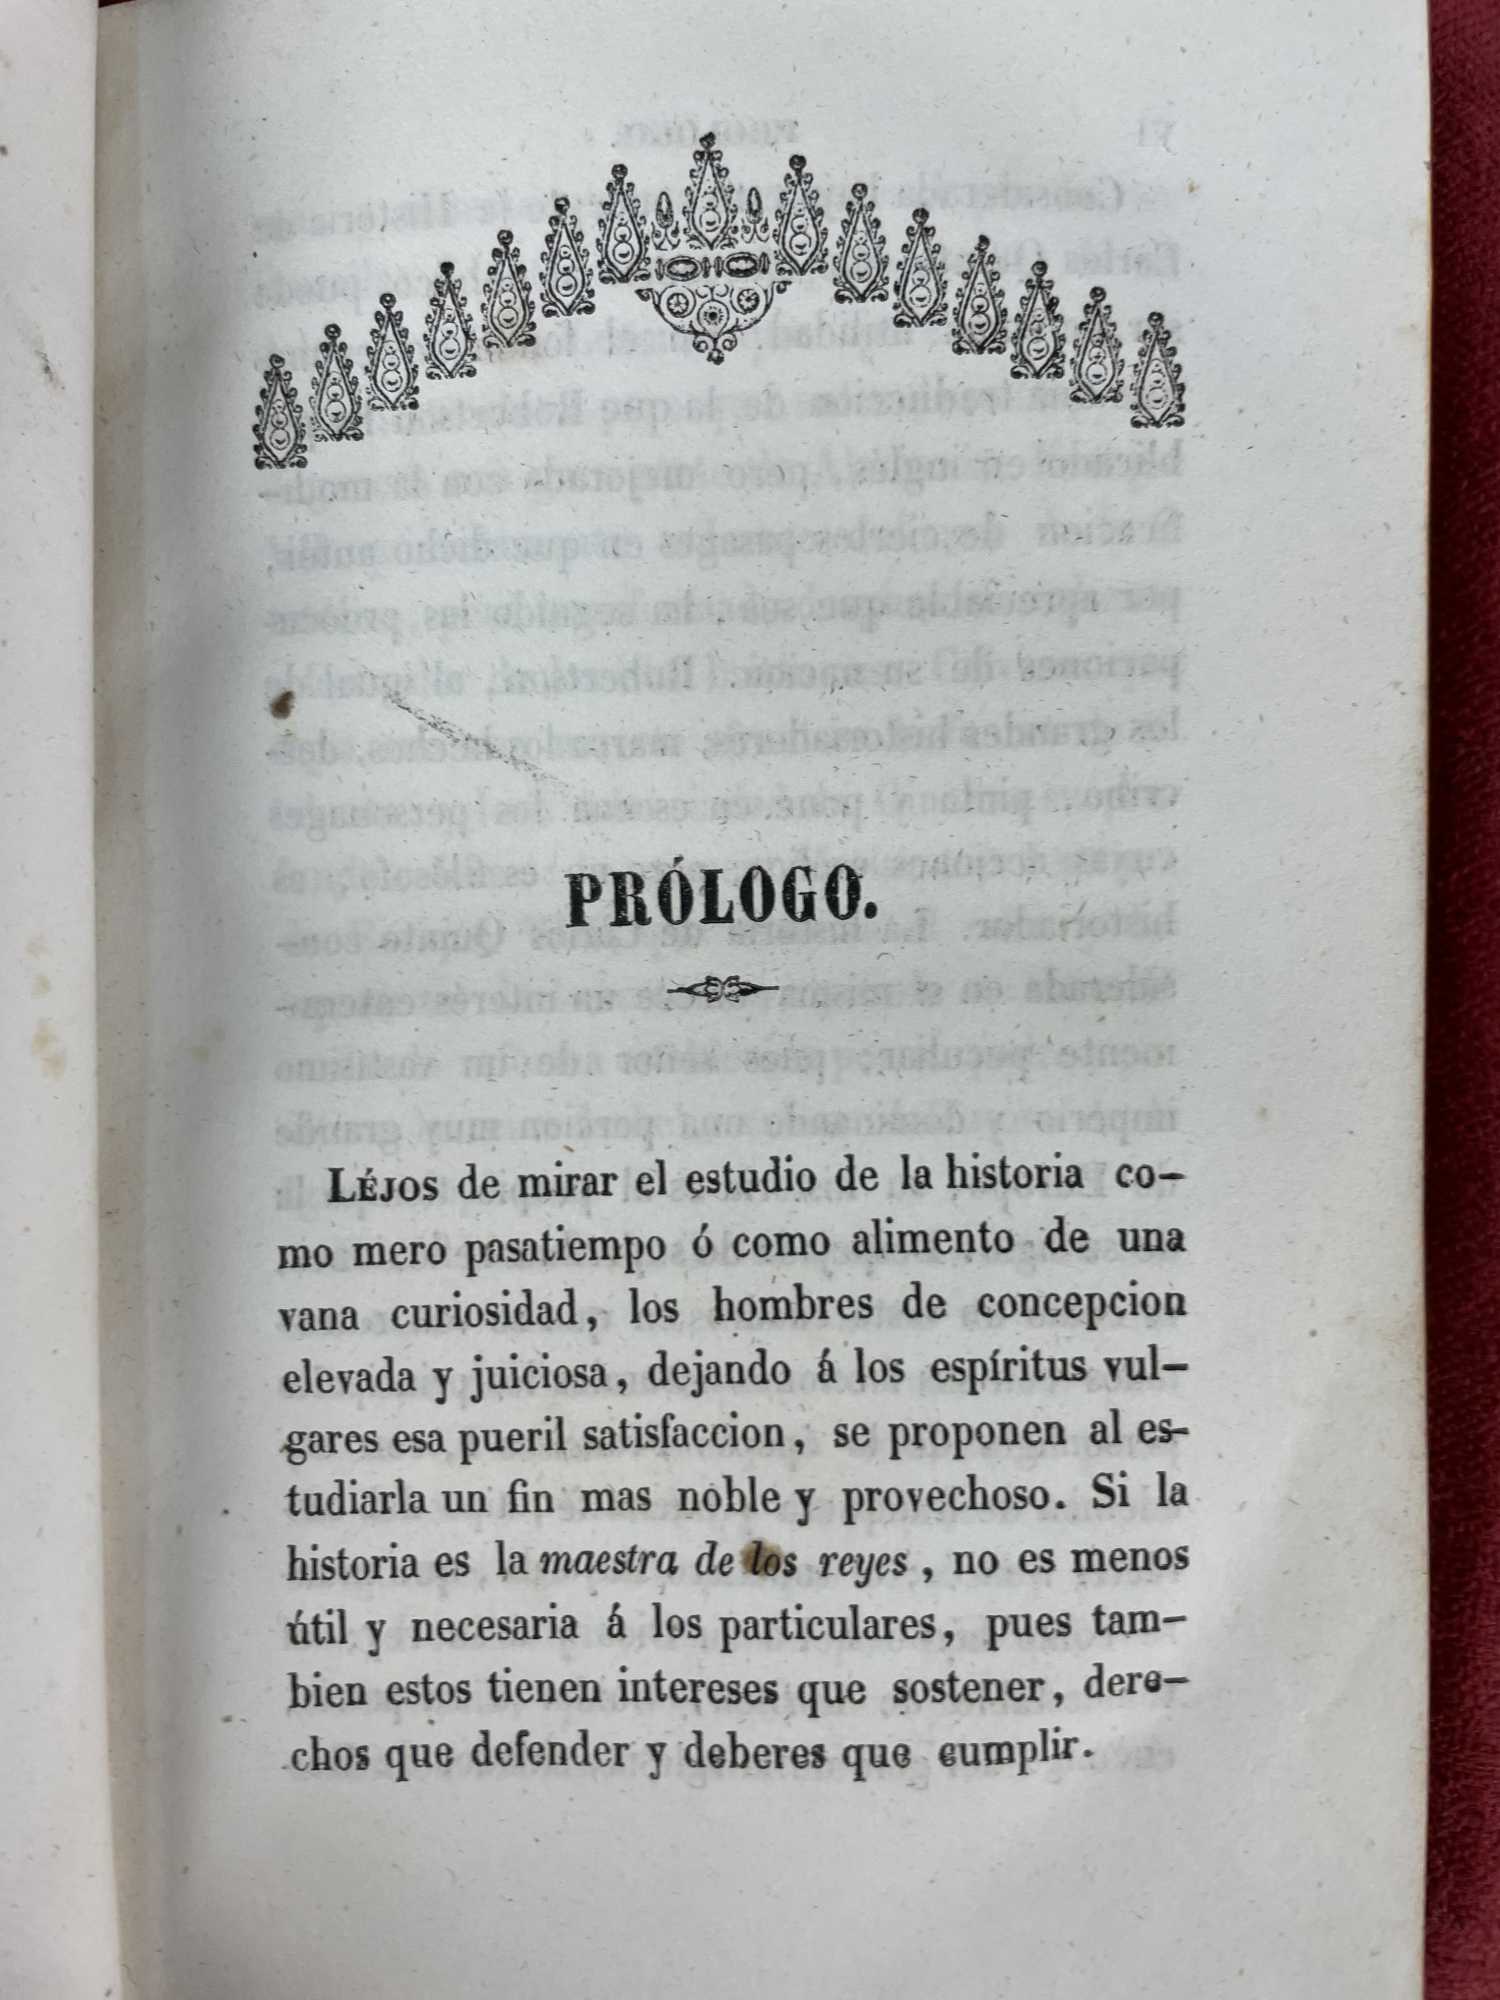 PRÓLOGO.
LÉJOS de mirar el estudio de la historia co-
mo mero pasatiempo ó como alimento de una
vana curiosidad, los hombres de concepcion
elevada y juiciosa, dejando á los espíritus vul-
gares esa pueril satisfaccion, se proponen al es-
tudiarla un fin mas noble y provechoso. Si la
historia es la maestra de los reyes, no es menos
útil y necesaria á los particulares, pues tam-
bien estos tienen intereses que sostener, dere-
chos que defender y deberes que cumplir.